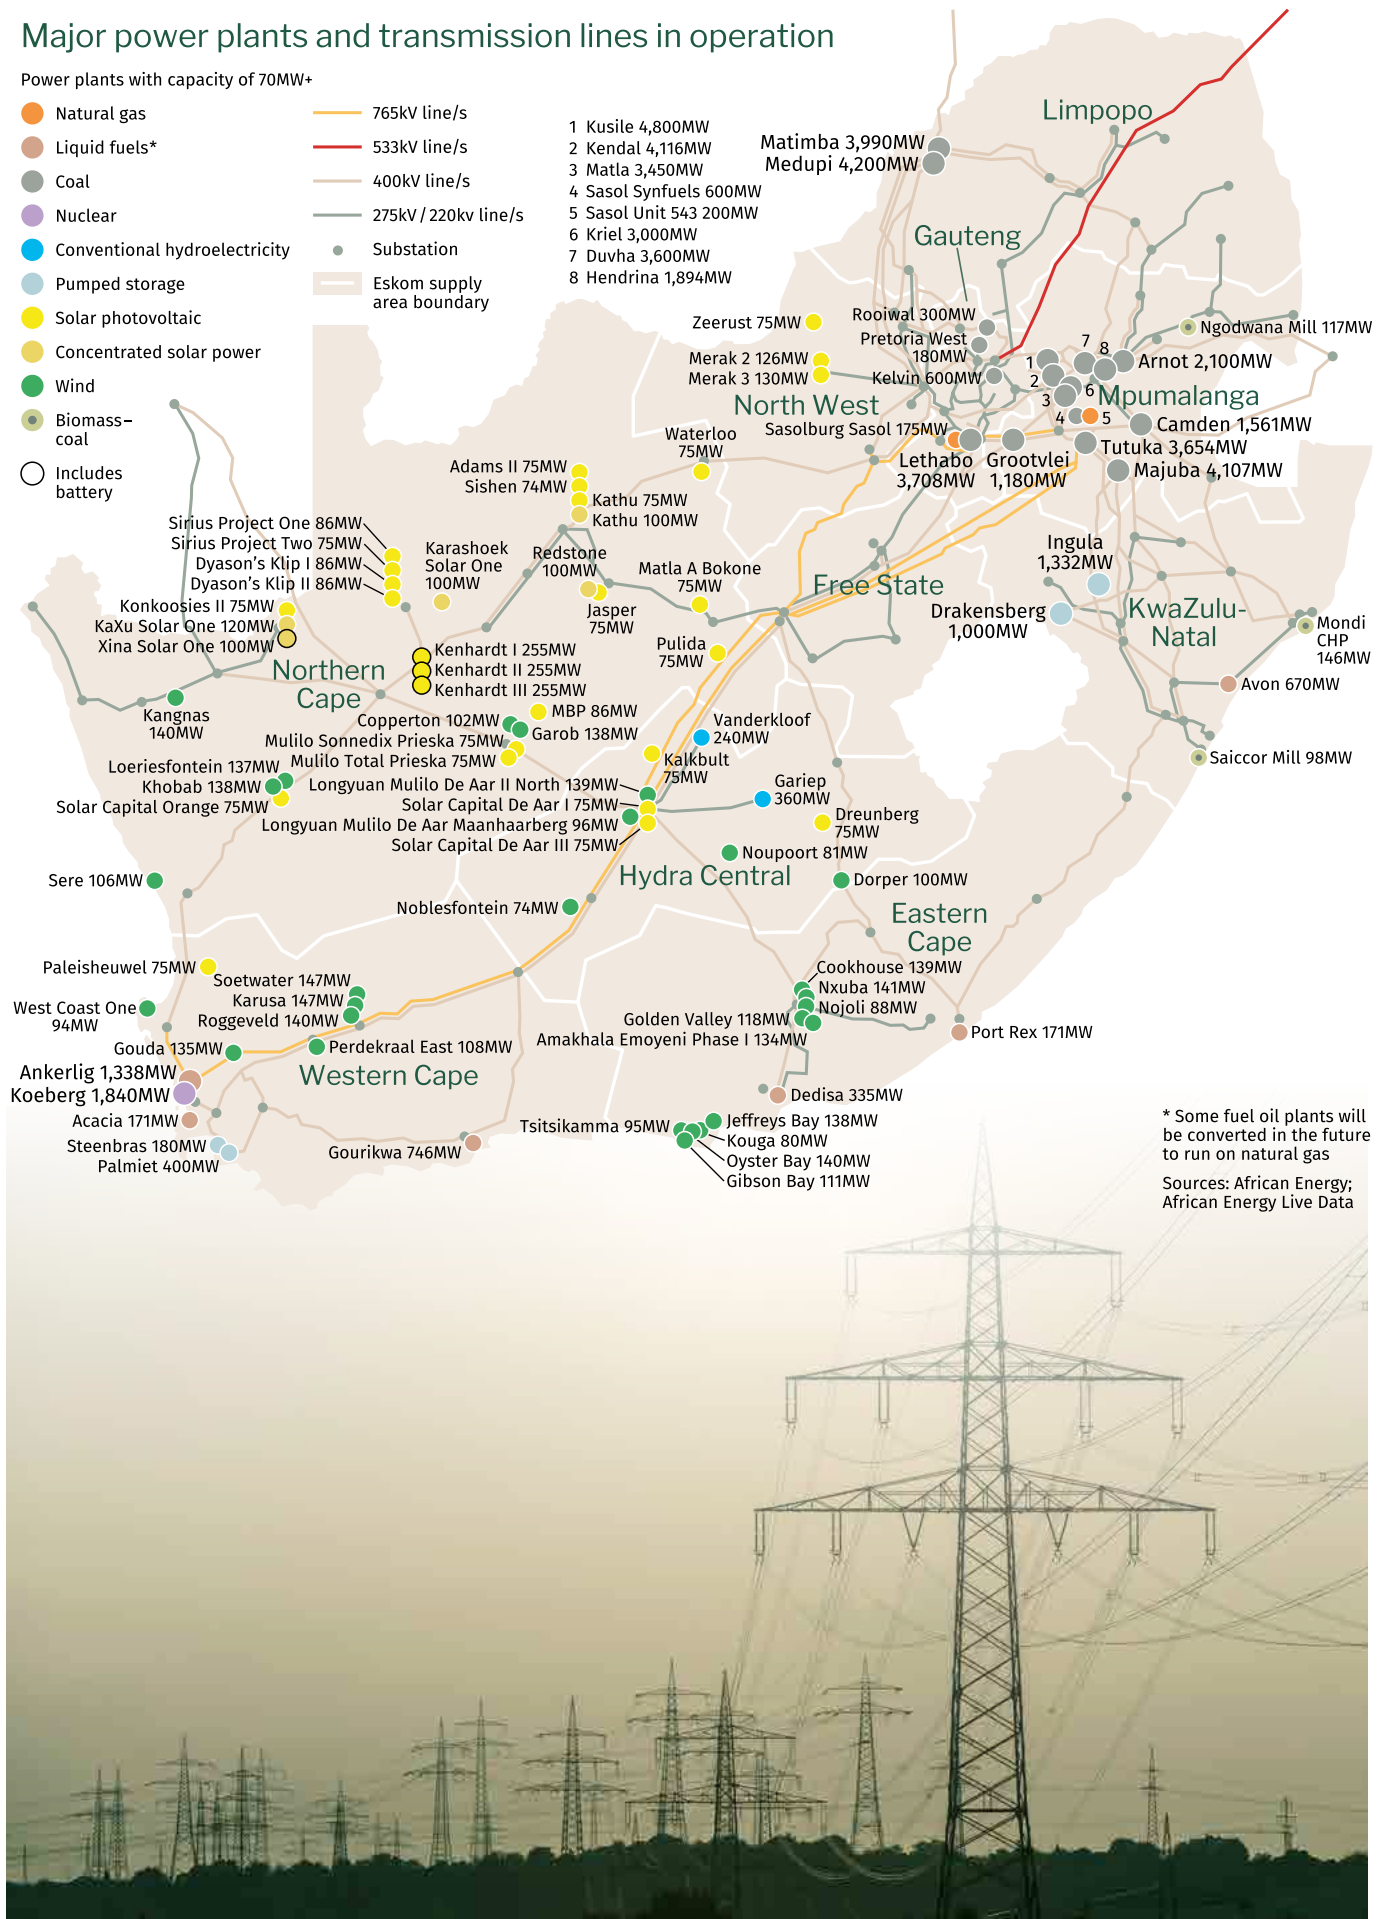 Major power plants and transmission lines in operation
Power plants with capacity of 70MW+
Natural gas
Liquid fuels*
Coal
Nuclear
Conventional hydroelectricity
Pumped storage
Solar photovoltaic
Concentrated solar power
Wind
Biomass–
coal
Includes
battery
765kV line/s
533kV line/s
400kV line/s
275kV/220kv line/s
Substation
Eskom supply
area boundary
1 Kusile 4,800MW
2 Kendal 4,116MW
3 Matla 3,450MW
4 Sasol Synfuels 600MW
5 Sasol Unit 543 200MW
6 Kriel 3,000MW
7 Duvha 3,600MW
8 Hendrina 1,894MW
Limpopo
Matimba 3,990MW
Medupi 4,200MW
Gauteng
Rooiwal 300MW
Pretoria West
180MW
Kelvin 600MW
Zeerust 75MW
Merak 2 126MW
Merak 3 130MW
North West
Ngodwana Mill 117MW
7
8
1
2
3
6
4
5
Arnot 2,100MW
Mpumalanga
Camden 1,561MW
Tutuka 3,654MW
Majuba 4,107MW
Sasolburg Sasol 175MW
Lethabo
3,708MW
Grootvlei
1,180MW
Waterloo
75MW
Adams II 75MW
Sishen 74MW
Kathu 75MW
Kathu 100MW
Sirius Project One 86MW
Sirius Project Two 75MW
Dyason's Klip I 86MW
Dyason's Klip II 86MW
Karashoek
Solar One
100MW
Redstone
100MW
Jasper
75MW
Matla A Bokone
75MW
Free State
Ingula
1,332MW
Drakensberg
1,000MW
KwaZulu-
Natal
Mondi
CHP
146MW
Avon 670MW
Saiccor Mill 98MW
Konkoosies II 75MW
KaXu Solar One 120MW
Xina Solar One 100MW
Northern
Cape
Kenhardt I 255MW
Kenhardt II 255MW
Kenhardt III 255MW
Pulida
75MW
Kangnas
140MW
MBP 86MW
Copperton 102MW
Garob 138MW
Mulilo Sonnedix Prieska 75MW
Mulilo Total Prieska 75MW
Vanderkloof
240MW
Kalkbult
75MW
Loeriesfontein 137MW
Khobab 138MW
Solar Capital Orange 75MW
Longyuan Mulilo De Aar II North 139MW
Solar Capital De Aar I 75MW
Longyuan Mulilo De Aar Maanhaarberg 96MW
Solar Capital De Aar III 75MW
Gariep
360MW
Dreunberg
75MW
Noupoort 81MW
Hydra Central
Dorper 100MW
Sere 106MW
Noblesfontein 74MW
Eastern
Cape
Paleisheuwel 75MW
Soetwater 147MW
Karusa 147MW
Roggeveld 140MW
West Coast One
94MW
Cookhouse 139MW
Nxuba 141MW
Nojoli 88MW
Golden Valley 118MW
Amakhala Emoyeni Phase I 134MW
Port Rex 171MW
Gouda 135MW
Perdekraal East 108MW
Western Cape
Ankerlig 1,338MW
Koeberg 1,840MW
Acacia 171MW
Steenbras 180MW
Palmiet 400MW
Gourikwa 746MW
Dedisa 335MW
Tsitsikamma 95MW
Jeffreys Bay 138MW
Kouga 80MW
Oyster Bay 140MW
Gibson Bay 111MW
* Some fuel oil plants will
be converted in the future
to run on natural gas
Sources: African Energy;
African Energy Live Data